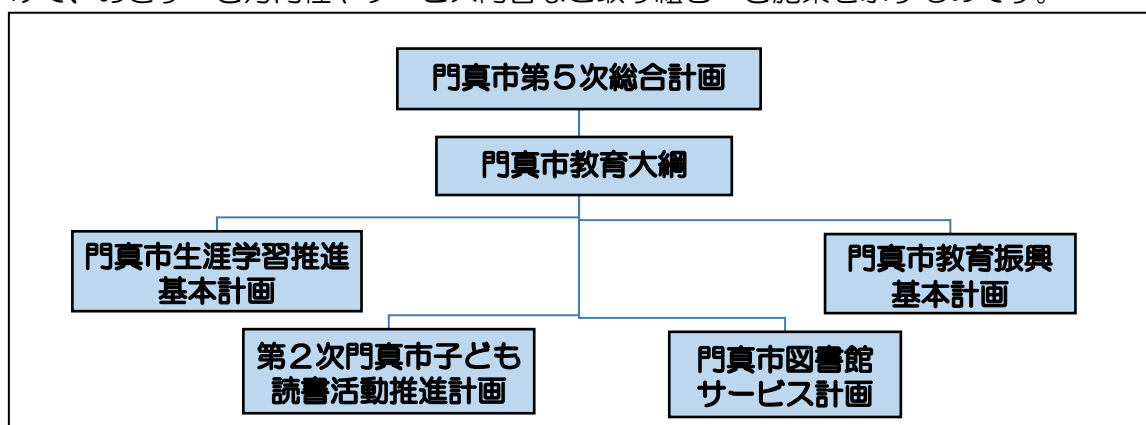 門真市第５次総合計画
門真市教育大綱
門真市生涯学習推進
基本計画
門真市教育振興
基本計画
第２次門真市子ども
読書活動推進計画
門真市図書館
サービス計画